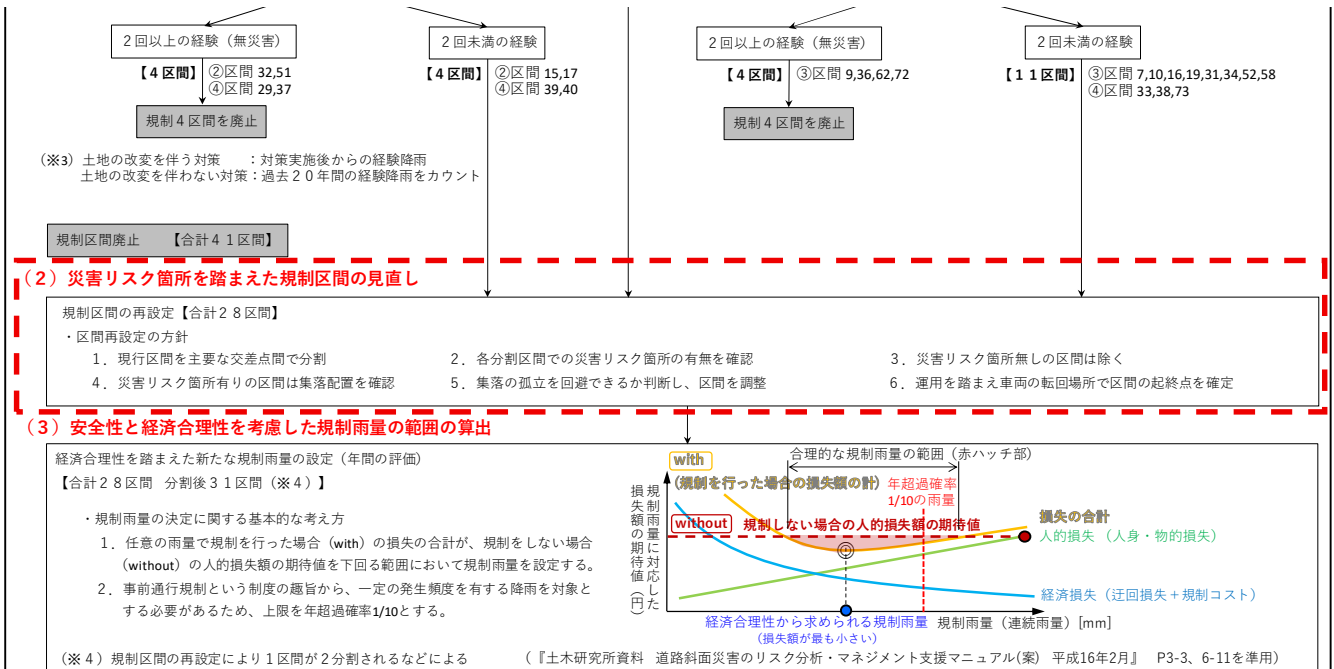 ２回以上の経験（無災害）
２回未満の経験
２回以上の経験（無災害）
２回未満の経験
【４区間】 ②区間 32,51
④区間 29,37
【４区間】 ②区間 15,17
④区間 39,40
【４区間】 ③区間 9,36,62,72
【１１区間】 ③区間 7,10,16,19,31,34,52,58
④区間 33,38,73
規制４区間を廃止
規制４区間を廃止
（※3）土地の改変を伴う対策　　：対策実施後からの経験降雨
土地の改変を伴わない対策：過去２０年間の経験降雨をカウント
規制区間廃止　　【合計４１区間】
（２）災害リスク箇所を踏まえた規制区間の見直し
規制区間の再設定【合計２８区間】
・区間再設定の方針
１．現行区間を主要な交差点間で分割
２．各分割区間での災害リスク箇所の有無を確認
３．災害リスク箇所無しの区間は除く
４．災害リスク箇所有りの区間は集落配置を確認
５．集落の孤立を回避できるか判断し、区間を調整
６．運用を踏まえ車両の転回場所で区間の起終点を確定
（３）安全性と経済合理性を考慮した規制雨量の範囲の算出
経済合理性を踏まえた新たな規制雨量の設定（年間の評価）
【合計２８区間　分割後３１区間（※４）】
・規制雨量の決定に関する基本的な考え方
１．任意の雨量で規制を行った場合（with）の損失の合計が、規制をしない場合
（without）の人的損失額の期待値を下回る範囲において規制雨量を設定する。
２．事前通行規制という制度の趣旨から、一定の発生頻度を有する降雨を対象と
する必要があるため、上限を年超過確率1/10とする。
（※４）規制区間の再設定により１区間が２分割されるなどによる
with
（規制を行った場合の損失額の計）
合理的な規制雨量の範囲（赤ハッチ部）
年超過確率
1/10の雨量
規制雨量に対応した
損失額の期待値（円）
without
規制しない場合の人的損失額の期待値
損失の合計
人的損失（人身・物的損失）
経済損失（迂回損失＋規制コスト）
経済合理性から求められる規制雨量
（損失額が最も小さい）
規制雨量（連続雨量）[mm]
（『土木研究所資料　道路斜面災害のリスク分析・マネジメント支援マニュアル(案)　平成16年2月』　P3-3、6-11を準用）